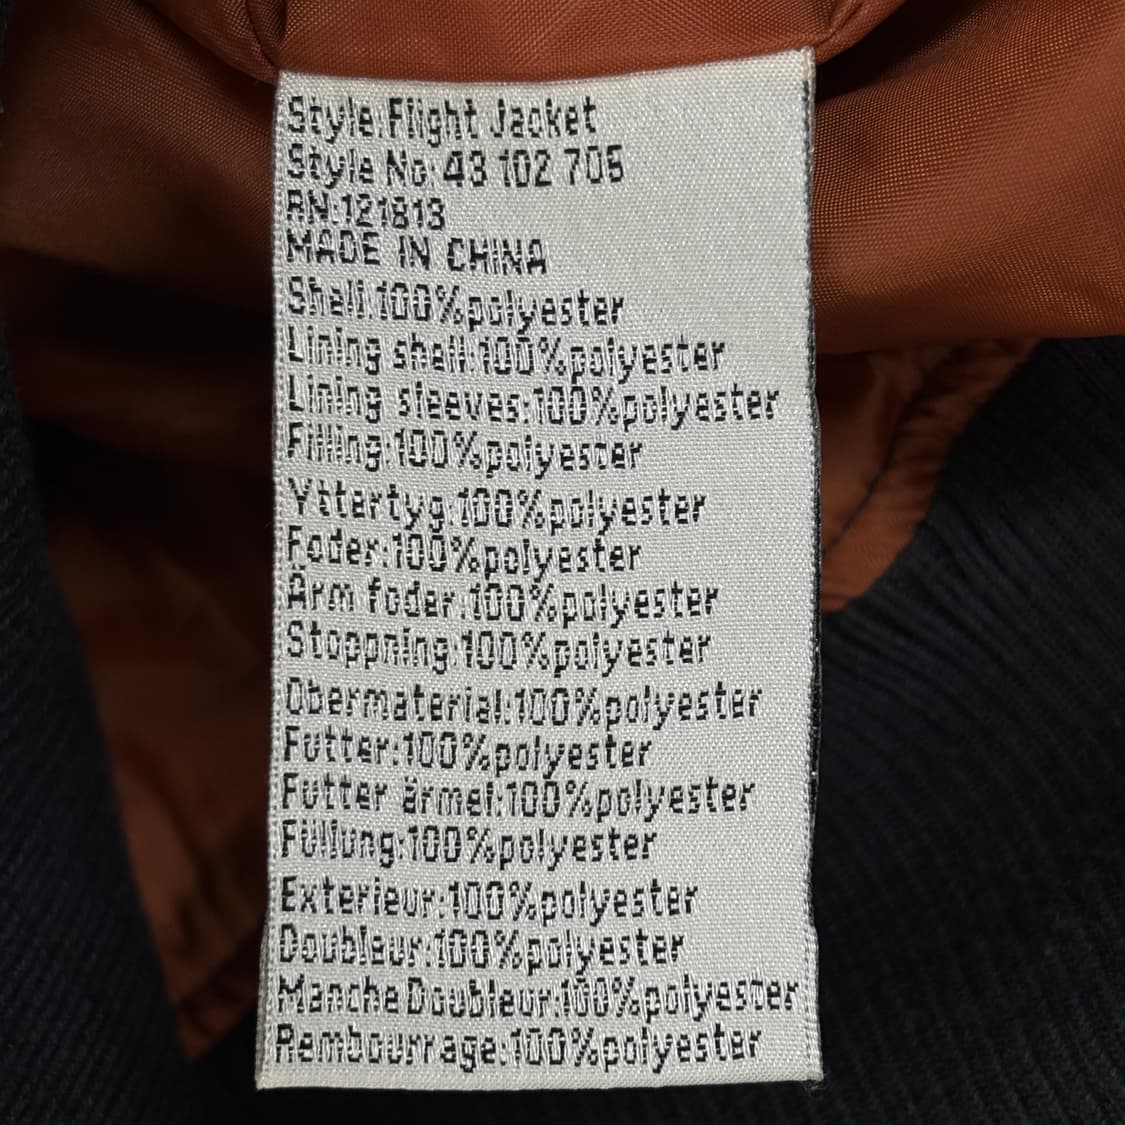 Style:Flight Jacket
Style No:43 102 705
RN:121813
MADE IN CHINA
Shell:100%polyester
Lining shell:100%polyester
Lining sleeves:100%polyester
Filling:100%polyester
Yttertyg:100%polyester
Foder:100%polyester
Ärm foder:100%polyester
Stoppning:100%polyester
Obermaterial:100%polyester
Futter:100%polyester
Futter ärmel:100%polyester
Füllung:100%polyester
Exterieur:100%polyester
Doubleur:100%polyester
MancheDoubleur:100%polyester
Rembourrage:100%polyester